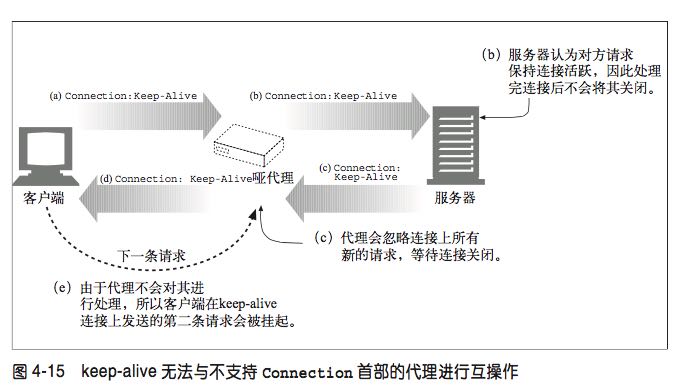 (b) 服务器认为对方请求
保持连接活跃，因此处理
完连接后不会将其关闭。
(a) Connection:Keep-Alive
(b) Connection:Keep-Alive
(c) Connection:
Keep-Alive
(d) Connection: Keep-Alive
哑代理
客户端
服务器
下一条请求
(c) 代理会忽略连接上所有
新的请求，等待连接关闭。
(e) 由于代理不会对其进
行处理，所以客户端在keep-alive
连接上发送的第二条请求会被挂起。
图 4-15 keep-alive 无法与不支持 Connection 首部的代理进行互操作